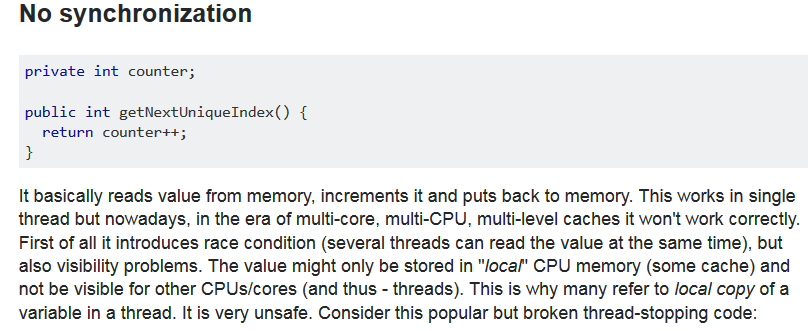 No synchronization
private int counter;
public int getNextUniqueIndex() {
  return counter++;
}
It basically reads value from memory, increments it and puts back to memory. This works in single
thread but nowadays, in the era of multi-core, multi-CPU, multi-level caches it won't work correctly.
First of all it introduces race condition (several threads can read the value at the same time), but
also visibility problems. The value might only be stored in "local" CPU memory (some cache) and
not be visible for other CPUs/cores (and thus - threads). This is why many refer to local copy of a
variable in a thread. It is very unsafe. Consider this popular but broken thread-stopping code: